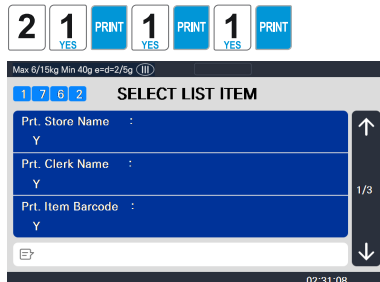 2 1 YES PRINT 1 YES PRINT 1 YES PRINT
Max 6/15kg Min 40g e=d=2/5g (III)
1 7 6 2 SELECT LIST ITEM
Prt. Store Name :
Y
Prt. Clerk Name :
Y
1/3
Prt. Item Barcode :
Y
02:31:08